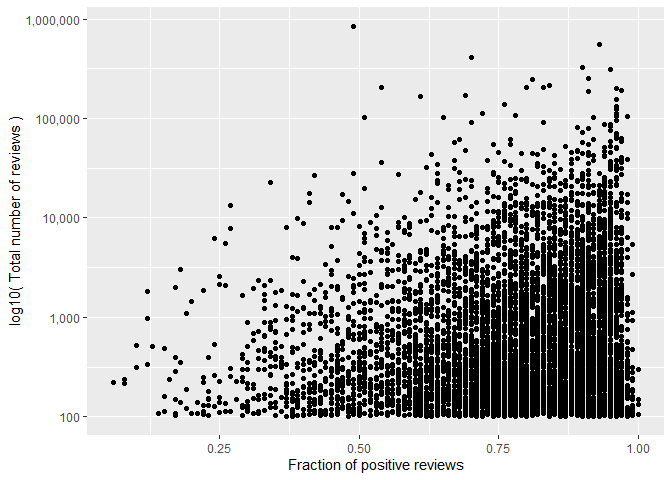 log10( Total number of reviews )
1,000,000
100,000
10,000
1,000
100
0.25 0.50 0.75 1.00
Fraction of positive reviews